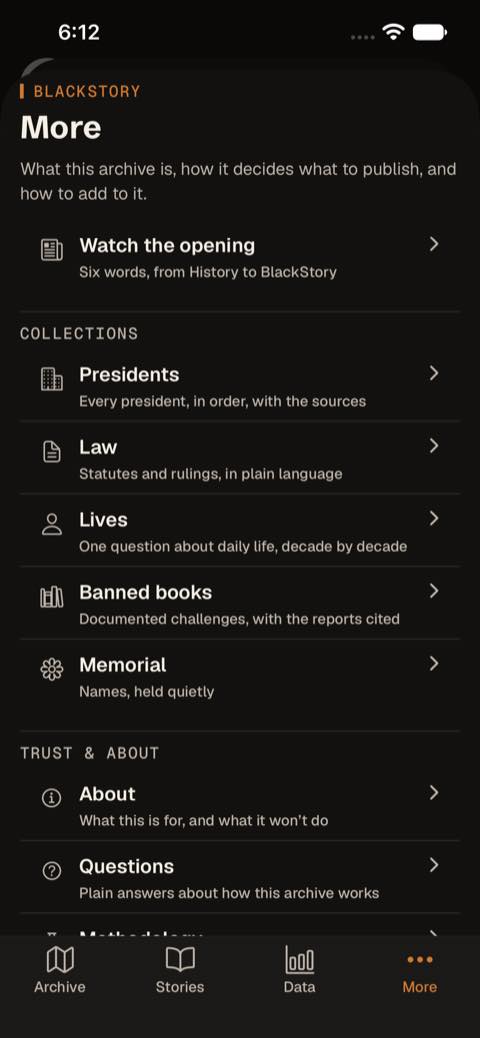 6:12
BLACKSTORY
More
What this archive is, how it decides what to publish, and
how to add to it.
Watch the opening
Six words, from History to BlackStory
COLLECTIONS
Presidents
Every president, in order, with the sources
Law
Statutes and rulings, in plain language
Lives
One question about daily life, decade by decade
Banned books
Documented challenges, with the reports cited
Memorial
Names, held quietly
TRUST & ABOUT
About
What this is for, and what it won't do
Questions
Plain answers about how this archive works
Methodology
Archive
Stories
Data
More